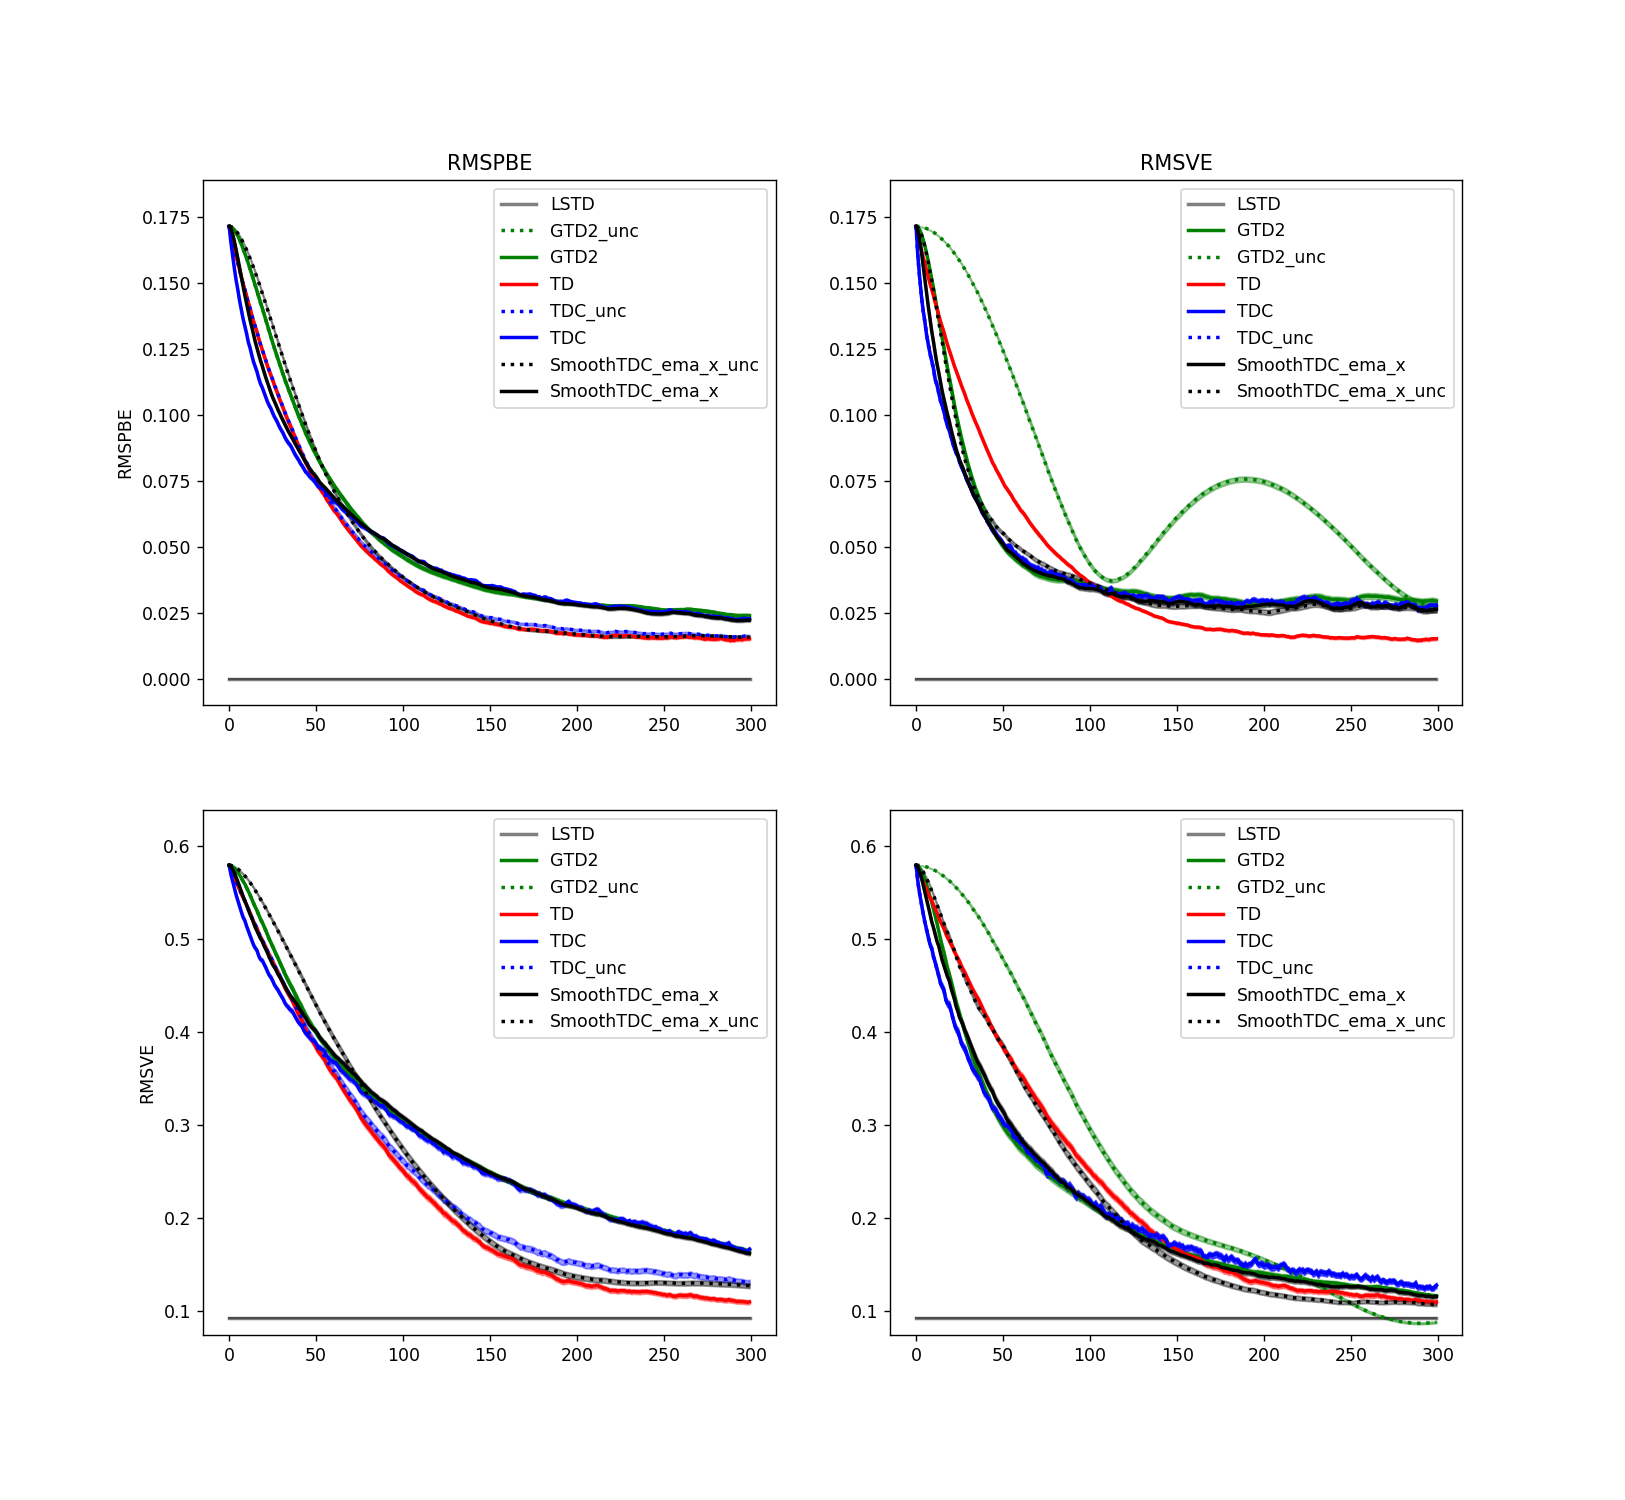 RMSPBE
RMSPBE
0.175
0.150
0.125
0.100
0.075
0.050
0.025
0.000
0 50 100 150 200 250 300
LSTD
GTD2_unc
GTD2
TD
TDC_unc
TDC
SmoothTDC_ema_x_unc
SmoothTDC_ema_x
RMSVE
0.175
0.150
0.125
0.100
0.075
0.050
0.025
0.000
0 50 100 150 200 250 300
LSTD
GTD2
GTD2_unc
TD
TDC
TDC_unc
SmoothTDC_ema_x
SmoothTDC_ema_x_unc
RMSVE
0.6
0.5
0.4
0.3
0.2
0.1
0 50 100 150 200 250 300
LSTD
GTD2
GTD2_unc
TD
TDC
TDC_unc
SmoothTDC_ema_x
SmoothTDC_ema_x_unc
0.6
0.5
0.4
0.3
0.2
0.1
0 50 100 150 200 250 300
LSTD
GTD2
GTD2_unc
TD
TDC
TDC_unc
SmoothTDC_ema_x
SmoothTDC_ema_x_unc